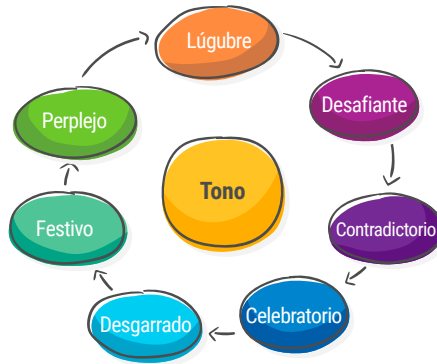 Lúgubre
Desafiante
Contradictorio
Celebratorio
Desgarrado
Festivo
Perplejo
Tono